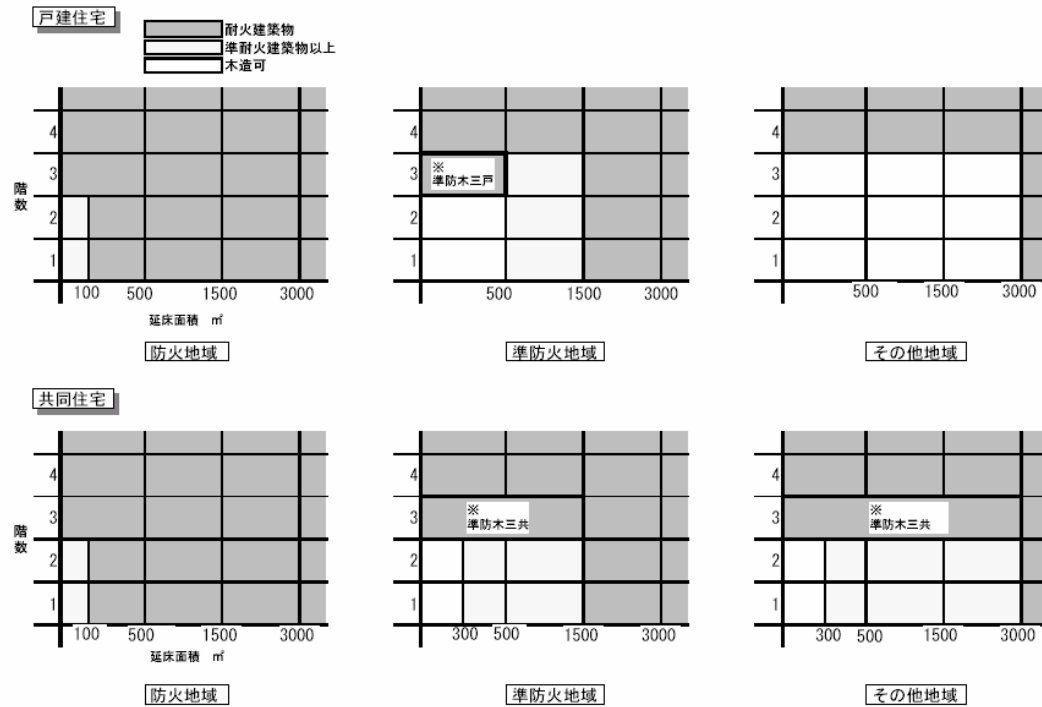 戸建住宅
耐火建築物
準耐火建築物以上
木造可
階数
4
3
2
1
100 500 1500 3000
延床面積 ㎡
防火地域
4
3
2
1
※
準防木三戸
500 1500 3000
準防火地域
4
3
2
1
500 1500 3000
その他地域
共同住宅
階数
4
3
2
1
100 500 1500 3000
延床面積 ㎡
防火地域
4
3
2
1
※
準防木三共
300 500 1500 3000
準防火地域
4
3
2
1
※
準防木三共
300 500 1500 3000
その他地域